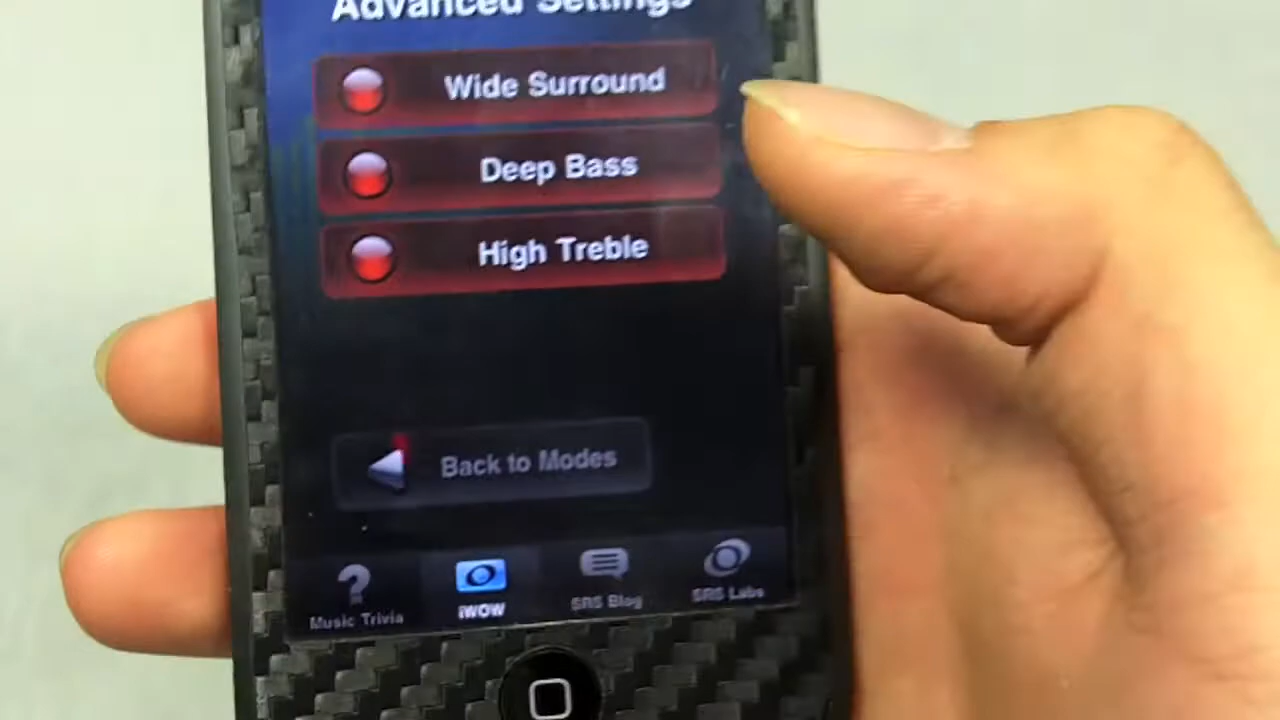 Advanced Settings
Wide Surround
Deep Bass
High Treble
Back to Modes
Music Trivia
iWOW
SRS Blog
SRS Labs